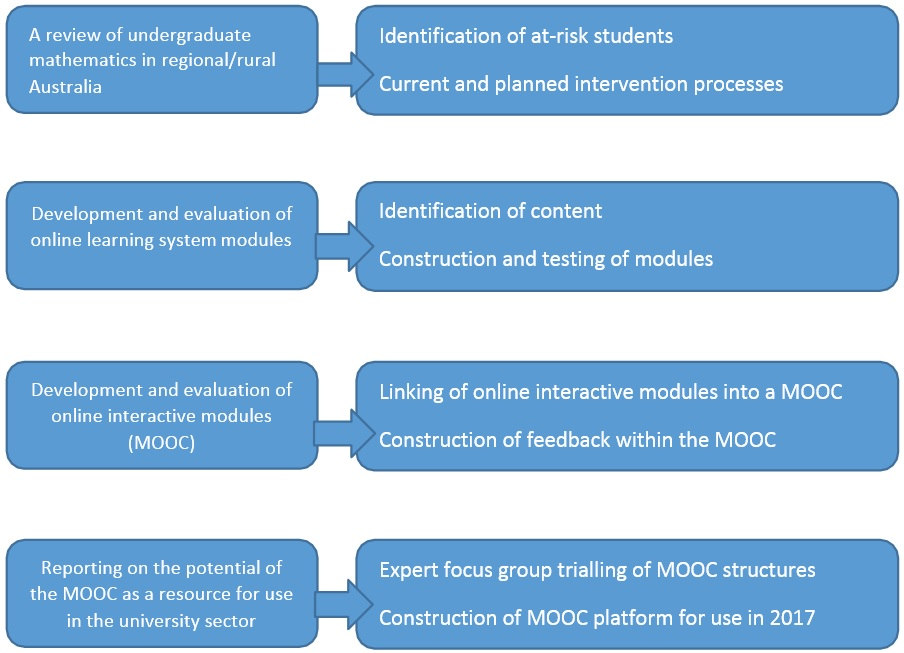 A review of undergraduate
mathematics in regional/rural
Australia
Identification of at-risk students
Current and planned intervention processes
Development and evaluation of
online learning system modules
Identification of content
Construction and testing of modules
Development and evaluation of
online interactive modules
(MOOC)
Linking of online interactive modules into a MOOC
Construction of feedback within the MOOC
Reporting on the potential of
the MOOC as a resource for use
in the university sector
Expert focus group trialling of MOOC structures
Construction of MOOC platform for use in 2017